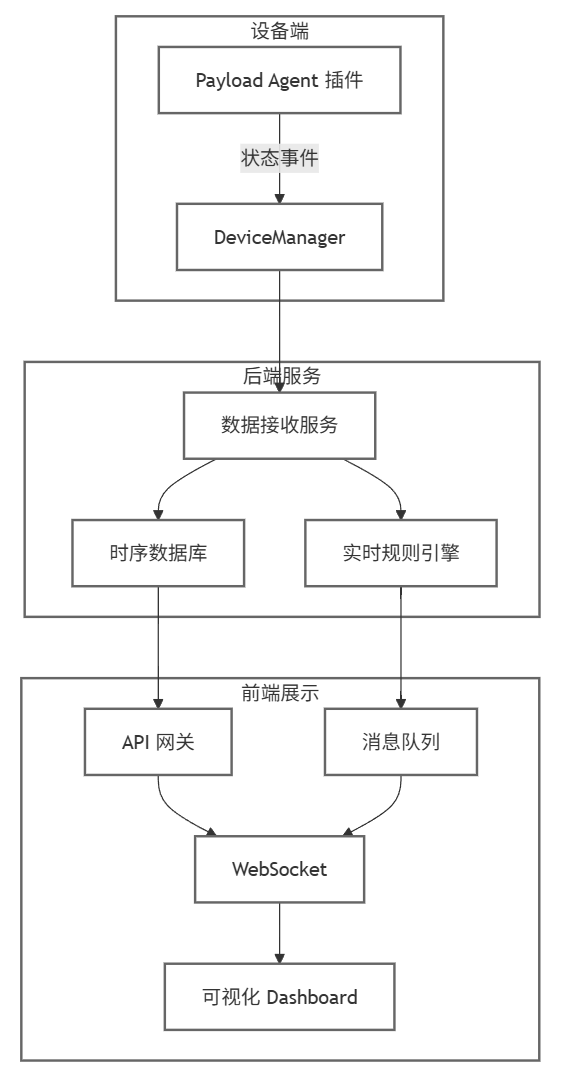 设备端
Payload Agent 插件
状态事件
DeviceManager
后端服务
数据接收服务
时序数据库
实时规则引擎
前端展示
API 网关
消息队列
WebSocket
可视化 Dashboard